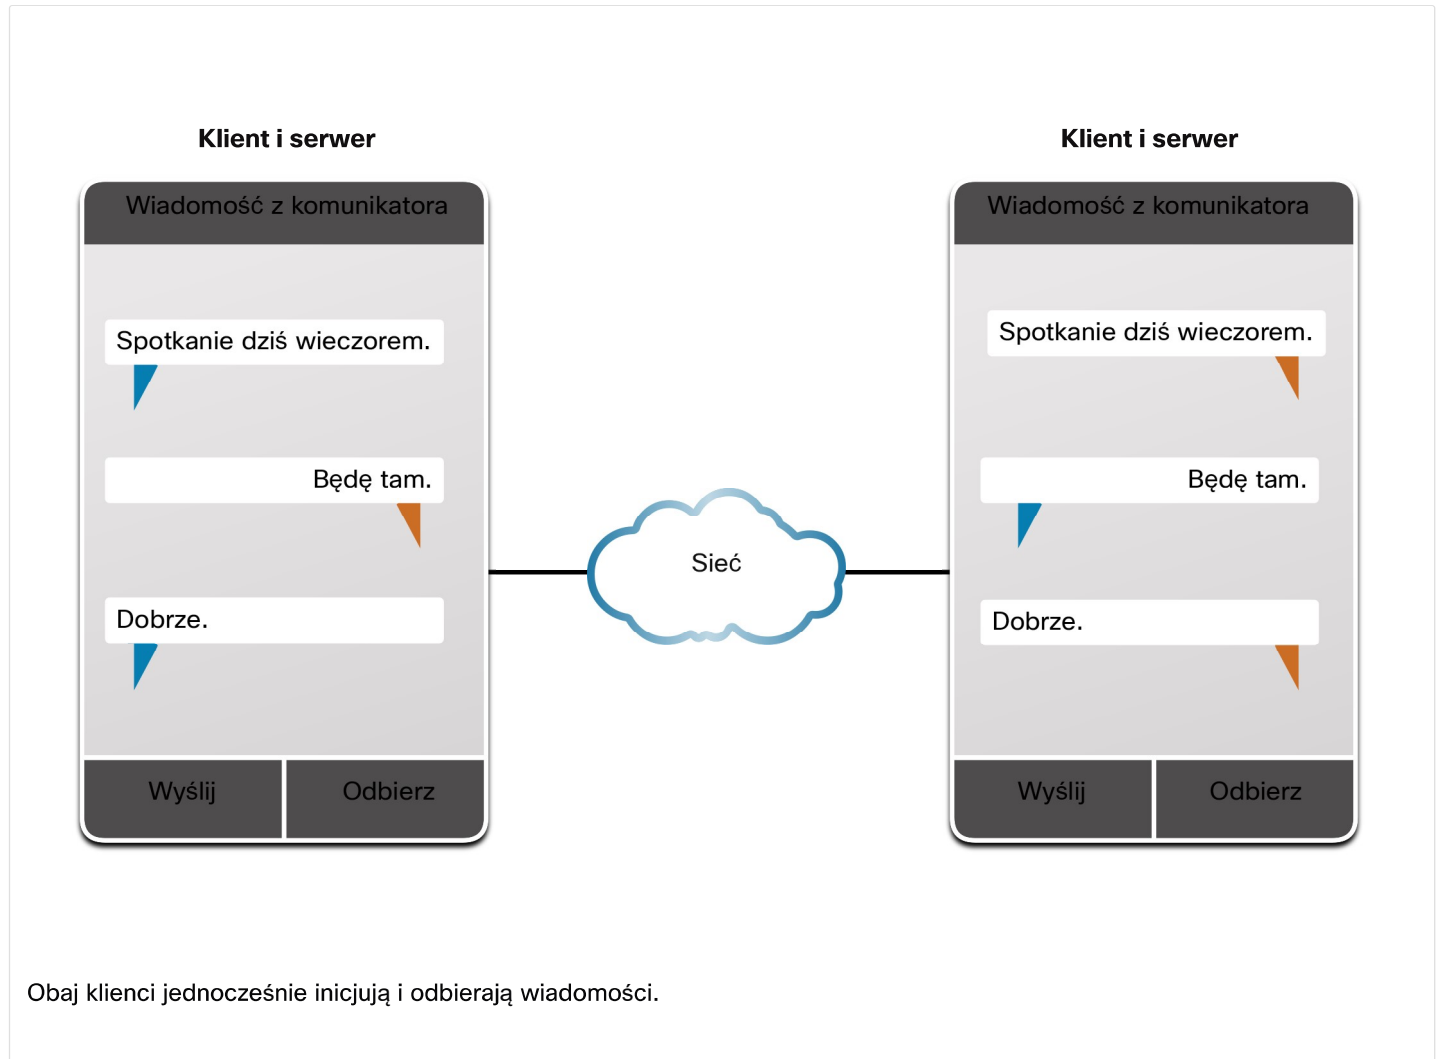 Klient i serwer
Wiadomość z komunikatora
Spotkanie dziś wieczorem.
Będę tam.
Dobrze.
Wyślij
Odbierz
Sieć
Klient i serwer
Wiadomość z komunikatora
Spotkanie dziś wieczorem.
Będę tam.
Dobrze.
Wyślij
Odbierz
Obaj klienci jednocześnie inicjują i odbierają wiadomości.